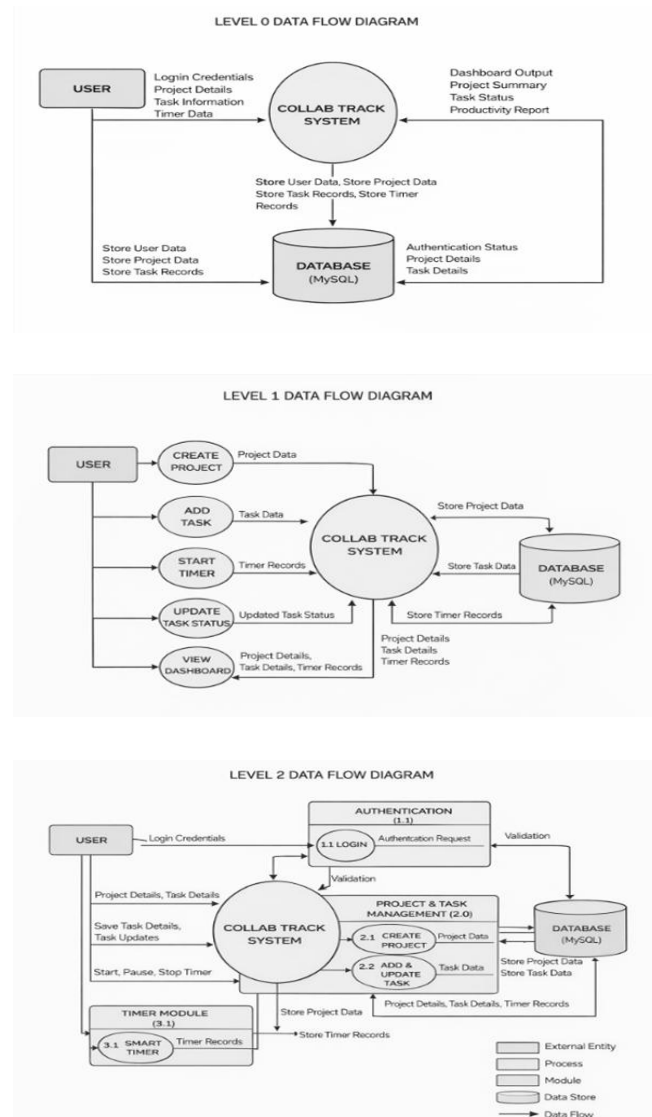 LEVEL 0 DATA FLOW DIAGRAM
USER
Lognin Credentials
Project Details
Task Information
Timer Data
COLLAB TRACK
SYSTEM
Dashboard Output
Project Summary
Task Status
Productivity Report
Store User Data, Store Project Data
Store Task Records, Store Timer
Records
Store User Data
Store Project Data
Store Task Records
DATABASE
(MySQL)
Authentication Status
Project Details
Task Details
LEVEL 1 DATA FLOW DIAGRAM
USER
CREATE
PROJECT
Project Data
ADD
TASK
Task Data
START
TIMER
Timer Records
UPDATE
TASK STATUS
Updated Task Status
VIEW
DASHBOARD
Project Details,
Task Details, Timer Records
COLLAB TRACK
SYSTEM
Store Project Data
Store Task Data
Store Timer Records
DATABASE
(MySQL)
Project Details
Task Details
Timer Records
LEVEL 2 DATA FLOW DIAGRAM
USER
Login Credentials
AUTHENTICATION
(1.1)
1.1 LOGIN
Authentcation Request
Validation
Validation
Project Details, Task Details
Save Task Details,
Task Updates
Start, Pause, Stop Timer
COLLAB TRACK
SYSTEM
PROJECT & TASK
MANAGEMENT (2.0)
2.1 CREATE
PROJECT
Project Data
2.2 ADD &
UPDATE
TASK
Task Data
DATABASE
(MySQL)
Store Project Data
Store Task Data
Project Details, Task Details, Timer Records
Store Project Data
Store Timer Records
TIMER MODULE
(3.1)
3.1 SMART
TIMER
Timer Records
External Entity
Process
Module
Data Store
Data Flow